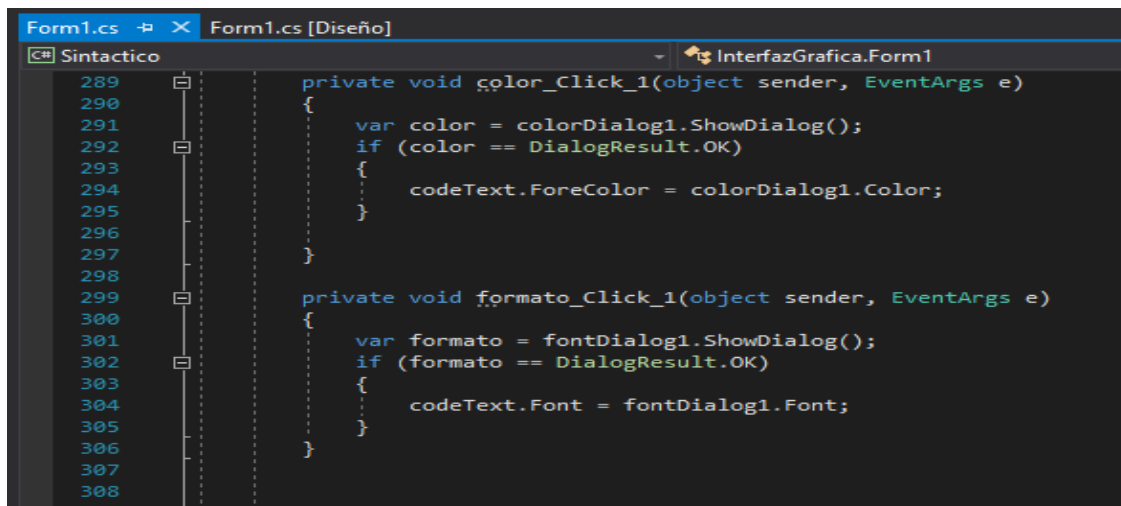 Form1.cs Form1.cs [Diseño]
C# Sintactico InterfazGrafica.Form1
289 private void color_Click_1(object sender, EventArgs e)
290 {
291 var color = colorDialog1.ShowDialog();
292 if (color == DialogResult.OK)
293 {
294 codeText.ForeColor = colorDialog1.Color;
295 }
296
297 }
298
299 private void formato_Click_1(object sender, EventArgs e)
300 {
301 var formato = fontDialog1.ShowDialog();
302 if (formato == DialogResult.OK)
303 {
304 codeText.Font = fontDialog1.Font;
305 }
306 }
307
308